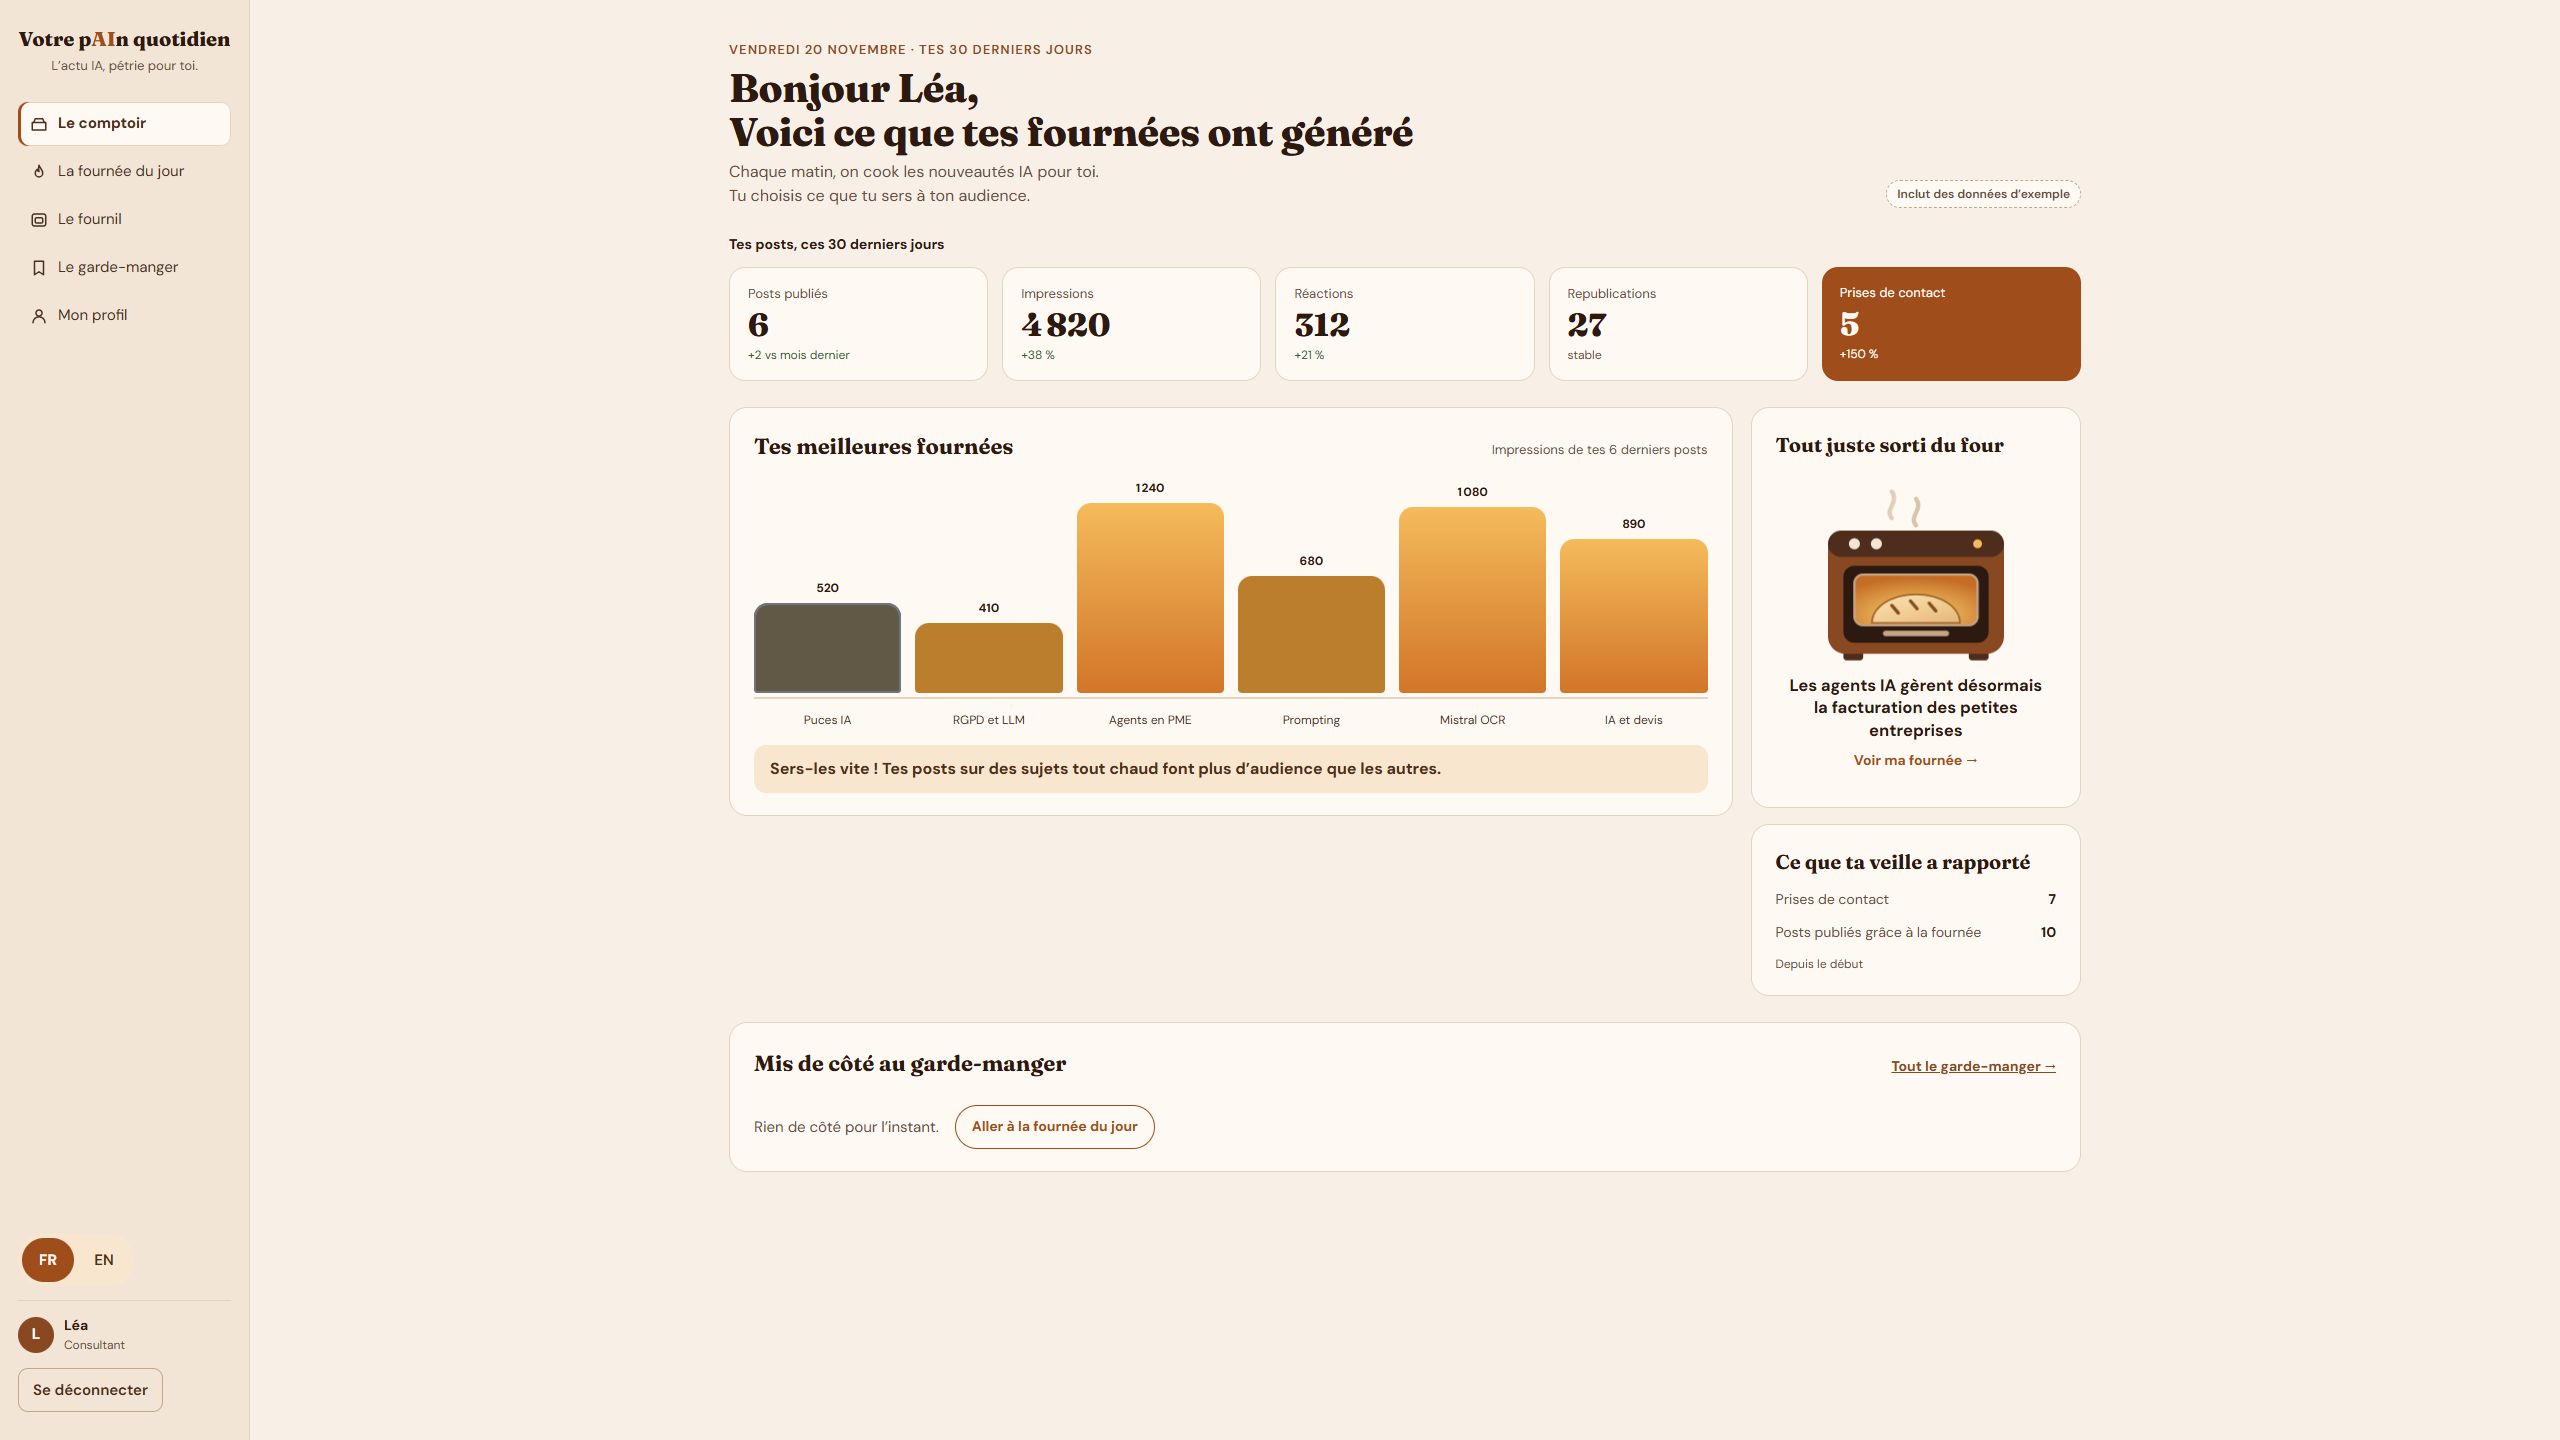 Votre pAIn quotidien
L’actu IA, pétrie pour toi.
Le comptoir
La fournée du jour
Le fournil
Le garde-manger
Mon profil
FR
EN
L
Léa
Consultant
Se déconnecter
VENDREDI 20 NOVEMBRE · TES 30 DERNIERS JOURS
Bonjour Léa,
Voici ce que tes fournées ont généré
Chaque matin, on cook les nouveautés IA pour toi.
Tu choisis ce que tu sers à ton audience.
Inclut des données d’exemple
Tes posts, ces 30 derniers jours
Posts publiés
6
+2 vs mois dernier
Impressions
4 820
+38 %
Réactions
312
+21 %
Republications
27
stable
Prises de contact
5
+150 %
Tes meilleures fournées
Impressions de tes 6 derniers posts
520
410
1 240
680
1 080
890
Puces IA
RGPD et LLM
Agents en PME
Prompting
Mistral OCR
IA et devis
Sers-les vite ! Tes posts sur des sujets tout chaud font plus d’audience que les autres.
Tout juste sorti du four
Les agents IA gèrent désormais
la facturation des petites
entreprises
Voir ma fournée →
Ce que ta veille a rapporté
Prises de contact 7
Posts publiés grâce à la fournée 10
Depuis le début
Mis de côté au garde-manger
Tout le garde-manger →
Rien de côté pour l’instant.
Aller à la fournée du jour